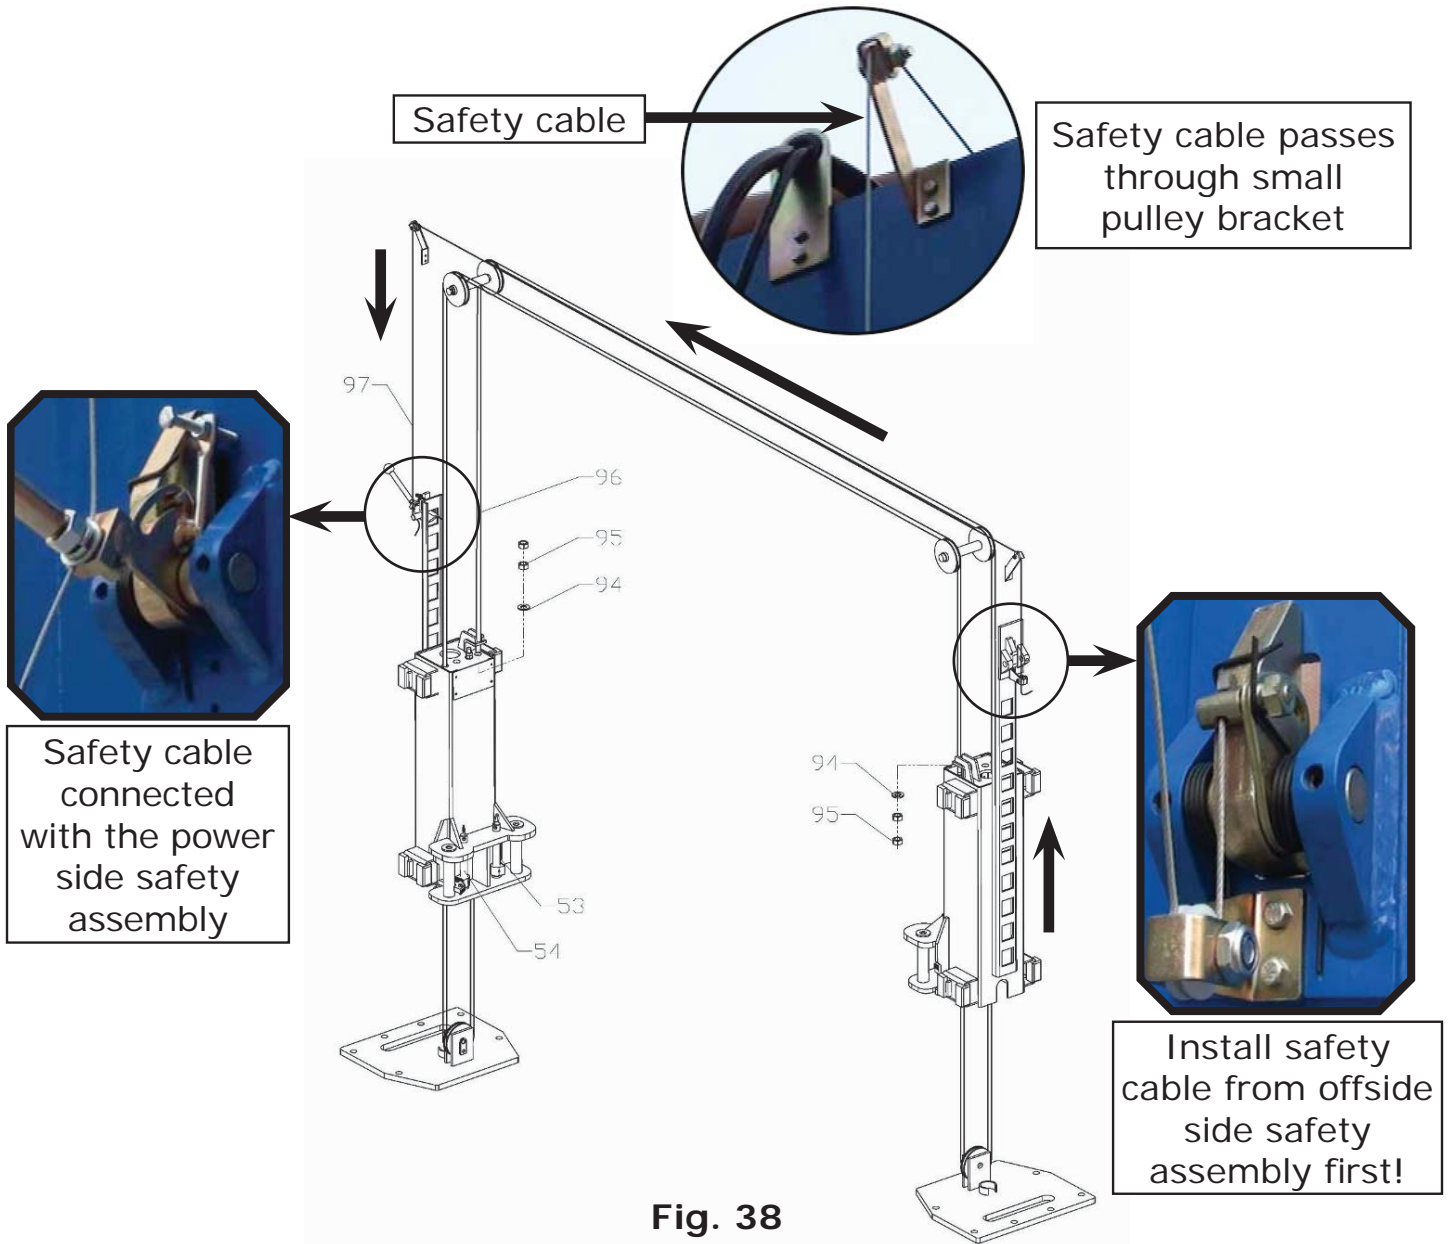 Safety cable
Safety cable passes
through small
pulley bracket
97
96
95
94
Safety cable
connected
with the power
side safety
assembly
94
95
53
54
Install safety
cable from offside
side safety
assembly first!
Fig. 38